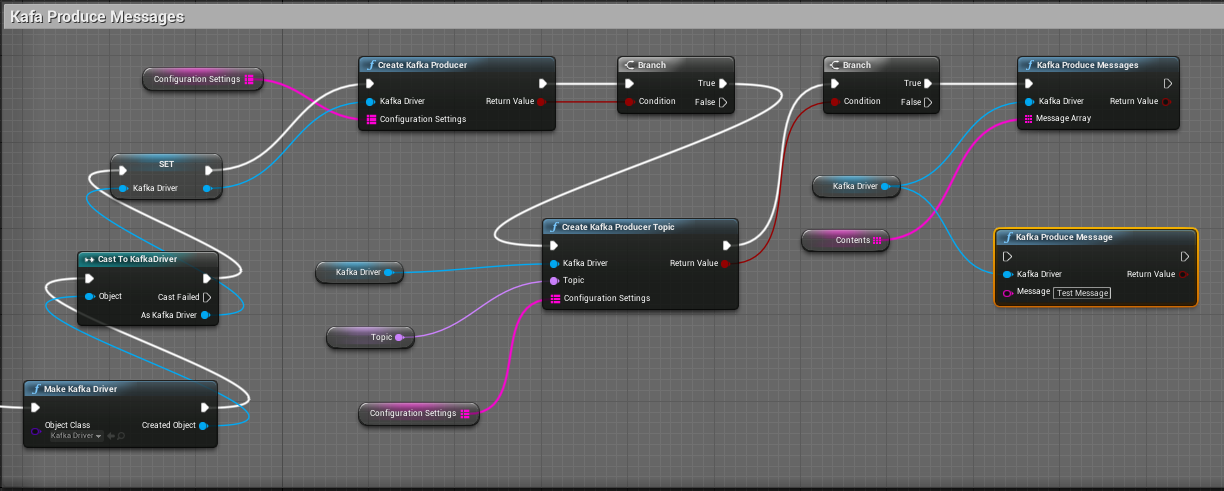 Kafa Produce Messages
Configuration Settings
Create Kafka Producer
Kafka Driver
Return Value
Configuration Settings
Branch
True
Condition
False
Branch
True
Condition
False
Kafka Produce Messages
Kafka Driver
Return Value
Message Array
SET
Kafka Driver
Kafka Driver
Contents
Create Kafka Producer Topic
Kafka Driver
Return Value
Topic
Configuration Settings
Kafka Produce Message
Kafka Driver
Return Value
Message Test Message
Cast To KafkaDriver
Object
Cast Failed
As Kafka Driver
Kafka Driver
Topic
Configuration Settings
Make Kafka Driver
Object Class
Created Object
Kafka Driver